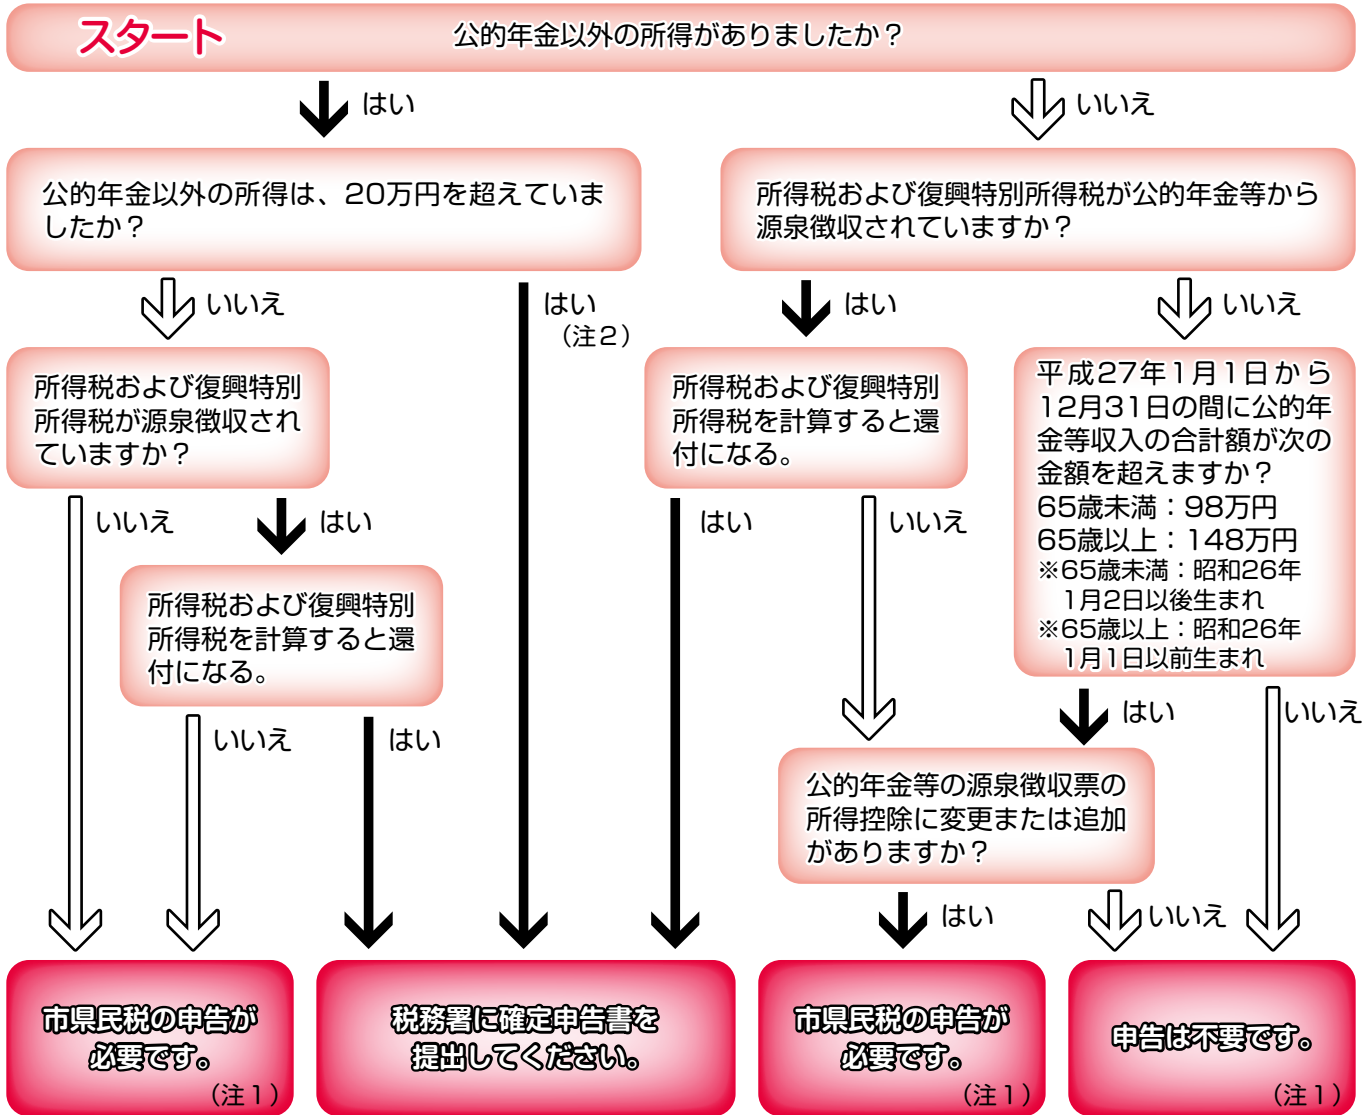 スタート
公的年金以外の所得がありましたか？
はい
いいえ
公的年金以外の所得は、20万円を超えていま
したか？
所得税および復興特別所得税が公的年金等から
源泉徴収されていますか？
いいえ
はい
（注２）
はい
いいえ
所得税および復興特別
所得税が源泉徴収され
ていますか？
所得税および復興特別
所得税を計算すると還
付になる。
平成27年1月1日から
12月31日の間に公的年
金等収入の合計額が次の
金額を超えますか？
65歳未満：98万円
65歳以上：148万円
※65歳未満：昭和26年
1月2日以後生まれ
※65歳以上：昭和26年
1月1日以前生まれ
いいえ
はい
はい
いいえ
所得税および復興特別
所得税を計算すると還
付になる。
いいえ
はい
はい
いいえ
公的年金等の源泉徴収票の
所得控除に変更または追加
がありますか？
はい
いいえ
市県民税の申告が
必要です。
（注１）
税務署に確定申告書を
提出してください。
市県民税の申告が
必要です。
（注１）
申告は不要です。
（注１）